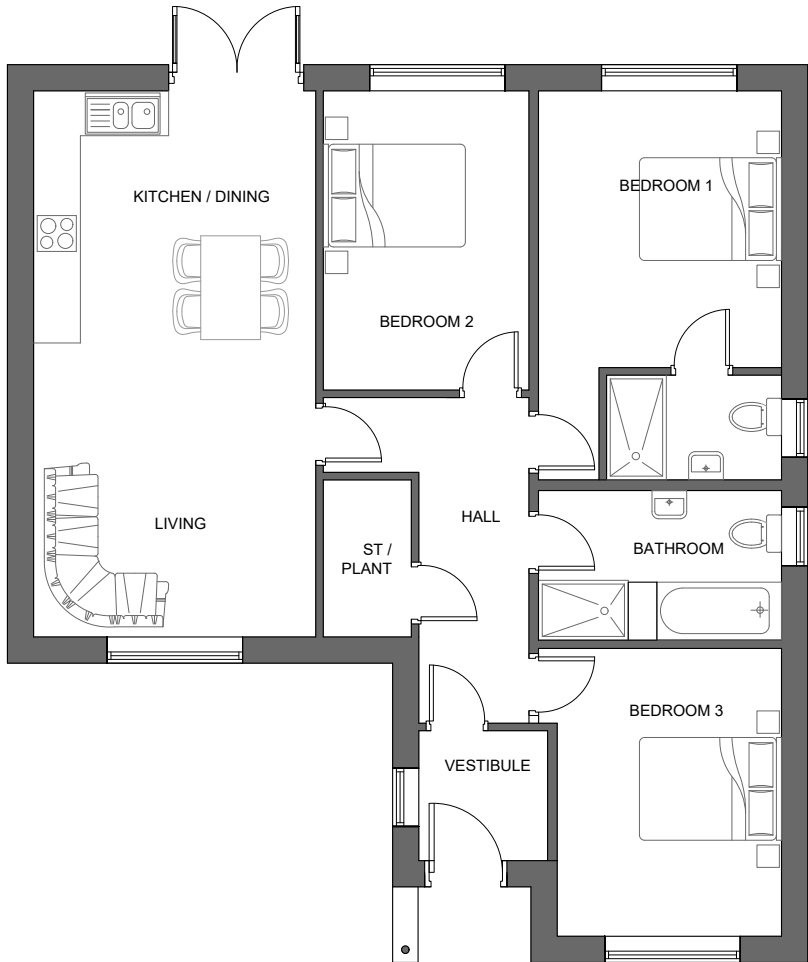 KITCHEN / DINING
BEDROOM 1
BEDROOM 2
LIVING
HALL
ST /
PLANT
BATHROOM
BEDROOM 3
VESTIBULE